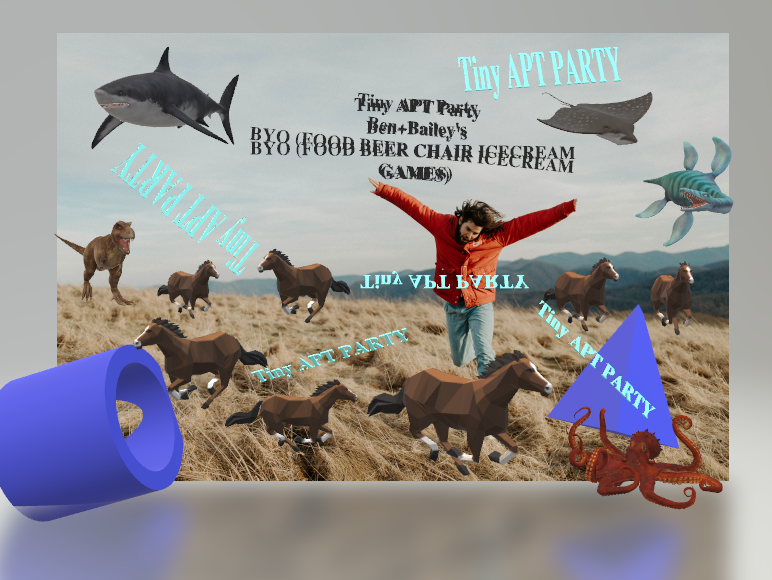 Tiny APT PARTY
Tiny APT Party
Ben+Bailey's
BYO (FOOD BEER CHAIR ICECREAM
GAMES)
Tiny APT PARTY
Tiny APT PARTY
Tiny APT PARTY
Tiny APT PARTY